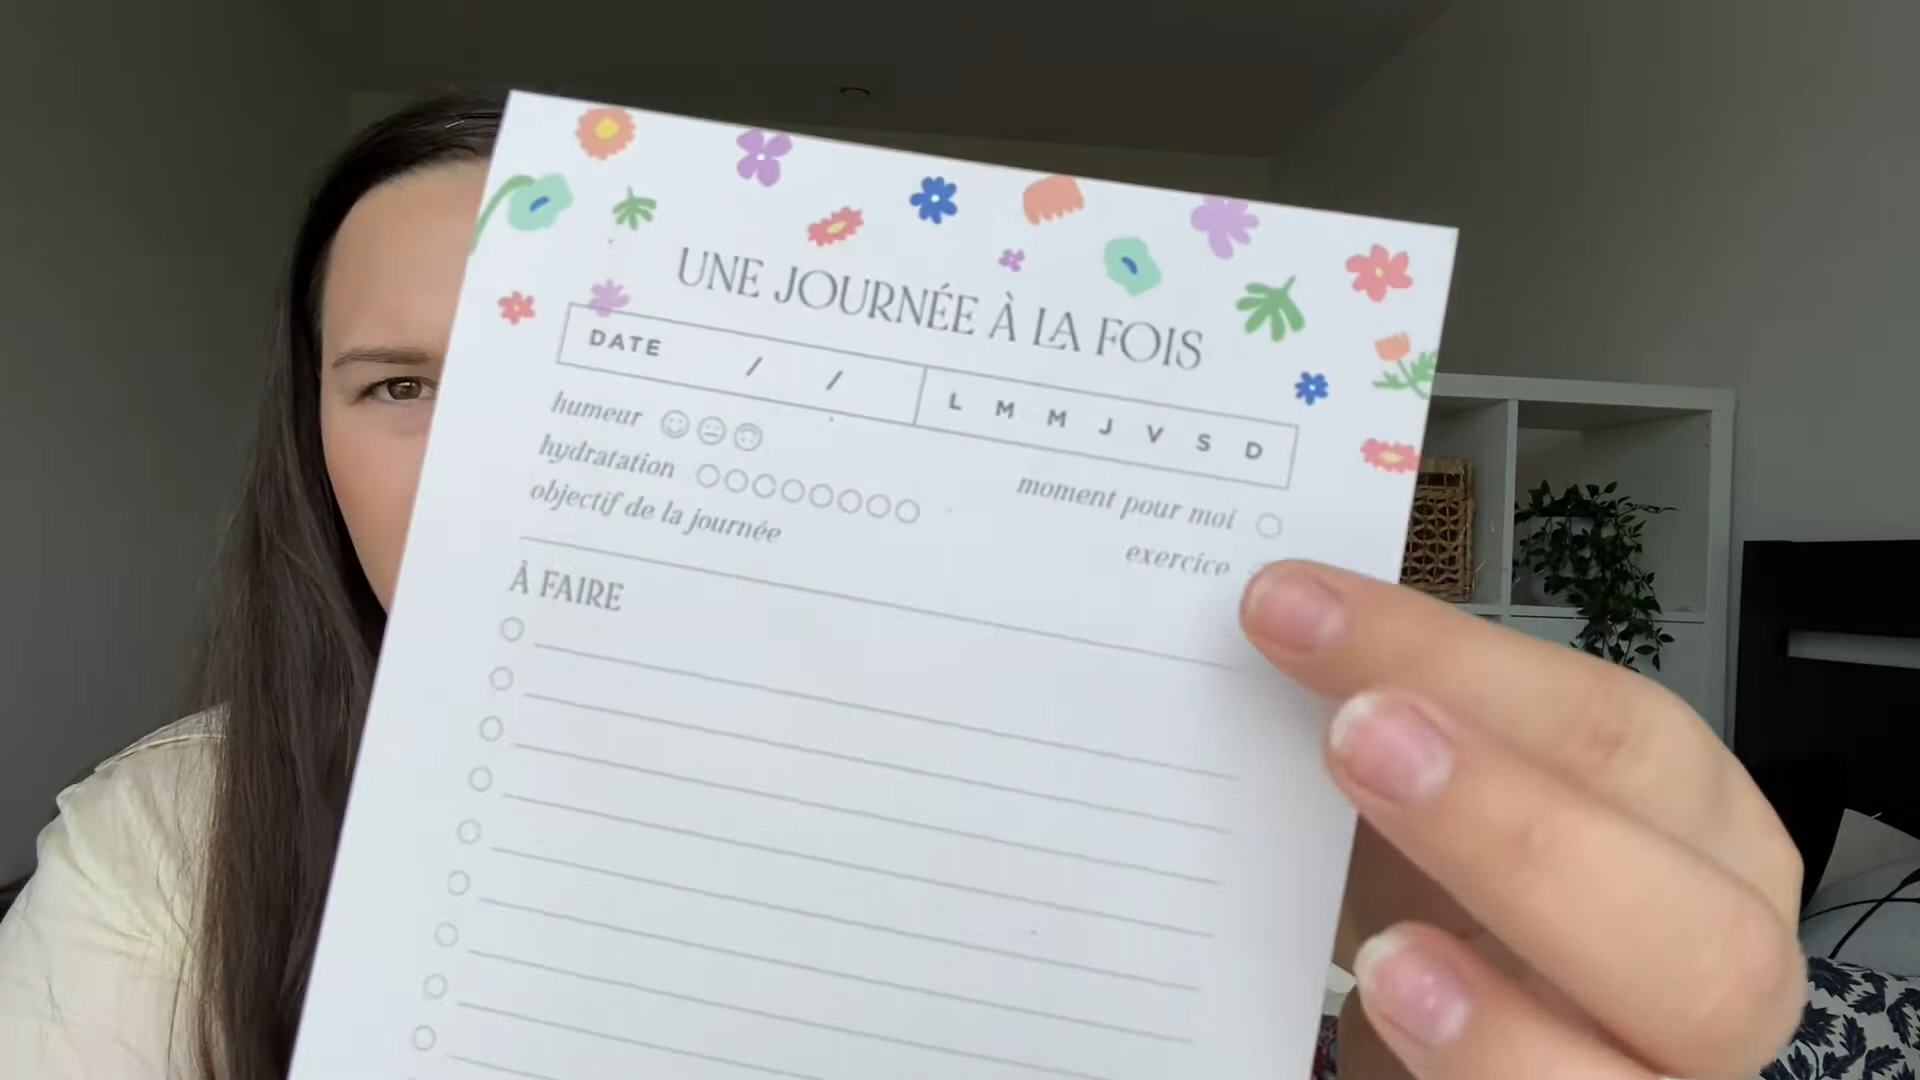 UNE JOURNÉE À LA FOIS
DATE / / L M M J V S D
humeur
hydratation
moment pour moi
objectif de la journée
exercice
À FAIRE